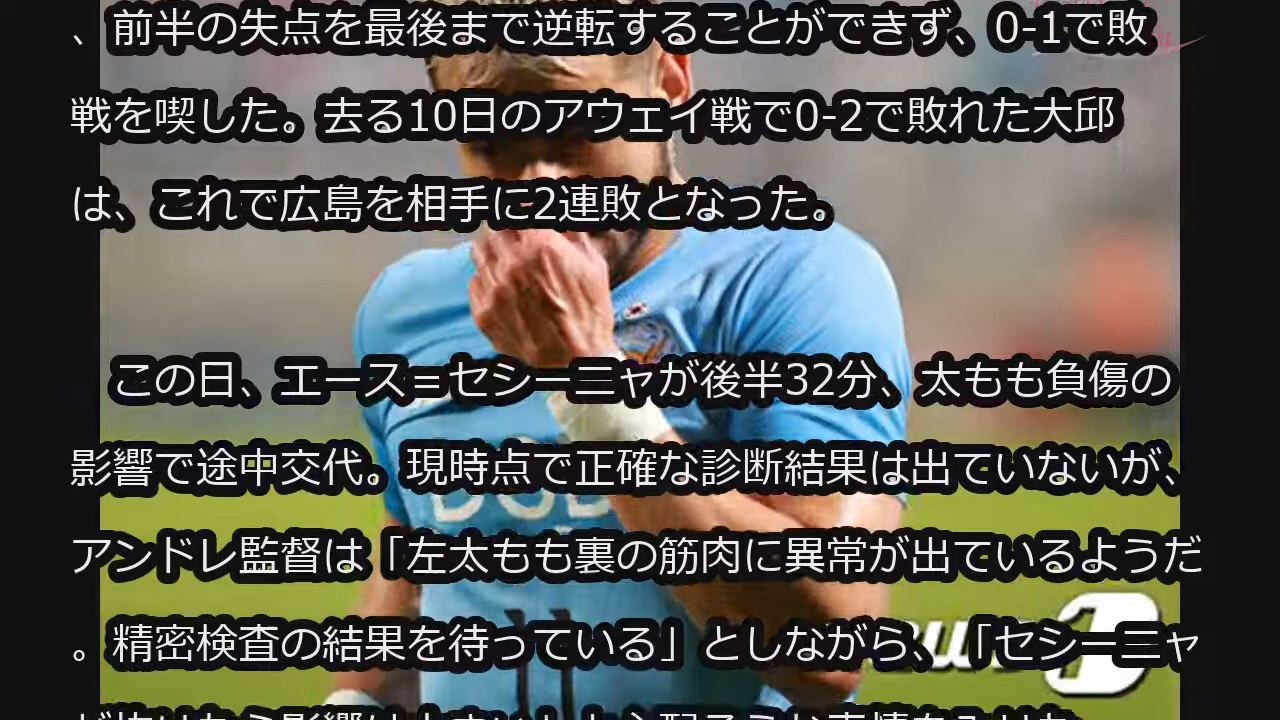 、前半の失点を最後まで逆転することができず、0-1で敗
戦を喫した。去る10日のアウェイ戦で0-2で敗れた大邱
は、これで広島を相手に2連敗となった。
この日、エース=セシーニャが後半32分、太もも負傷の
影響で途中交代。現時点で正確な診断結果は出ていないが、
アンドレ監督は「左太もも裏の筋肉に異常が出ているようだ
。精密検査の結果を待っている」としながら、「セシーニャ